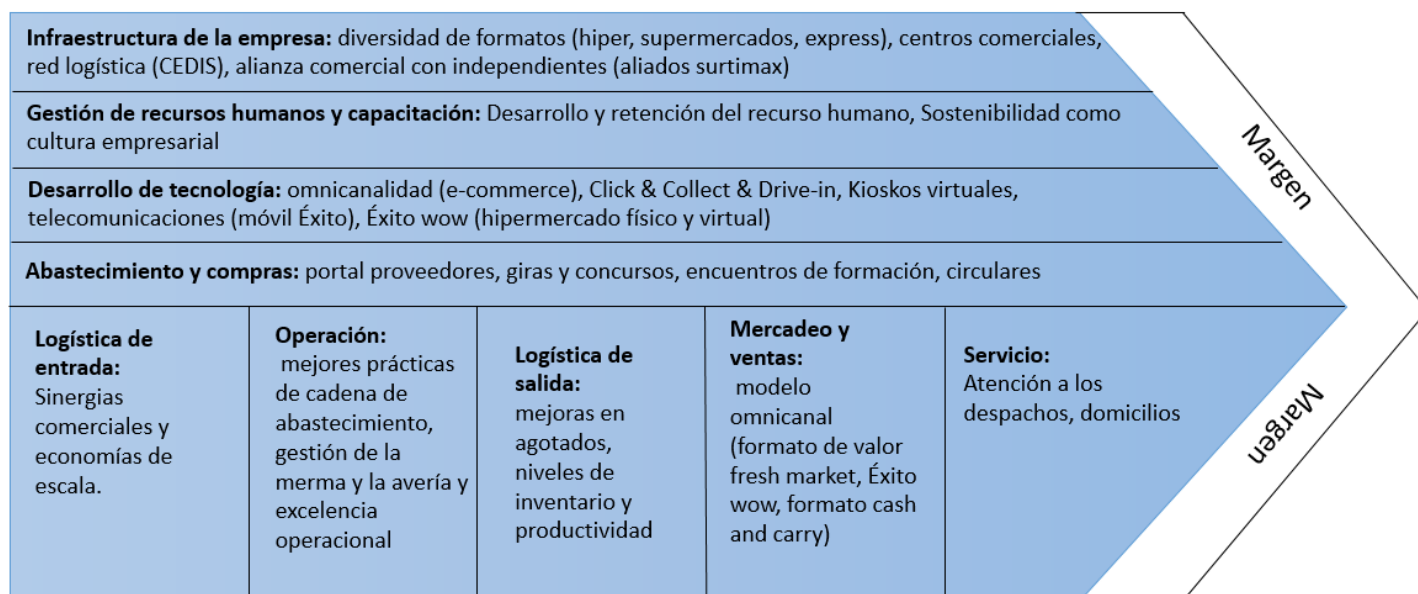 Infraestructura de la empresa: diversidad de formatos (hiper, supermercados, express), centros comerciales,
red logística (CEDIS), alianza comercial con independientes (aliados surtimax)
Gestión de recursos humanos y capacitación: Desarrollo y retención del recurso humano, Sostenibilidad como
cultura empresarial
Desarrollo de tecnología: omnicanalidad (e-commerce), Click & Collect & Drive-in, Kioskos virtuales,
telecomunicaciones (móvil Éxito), Éxito wow (hipermercado físico y virtual)
Abastecimiento y compras: portal proveedores, giras y concursos, encuentros de formación, circulares
Margen
Logística de
entrada:
Sinergias
comerciales y
economías de
escala.
Operación:
mejores prácticas
de cadena de
abastecimiento,
gestión de la
merma y la avería y
excelencia
operacional
Logística de
salida:
mejoras en
agotados,
niveles de
inventario y
productividad
Mercadeo y
ventas:
modelo
omnicanal
(formato de valor
fresh market, Éxito
wow, formato cash
and carry)
Servicio:
Atención a los
despachos, domicilios
Margen